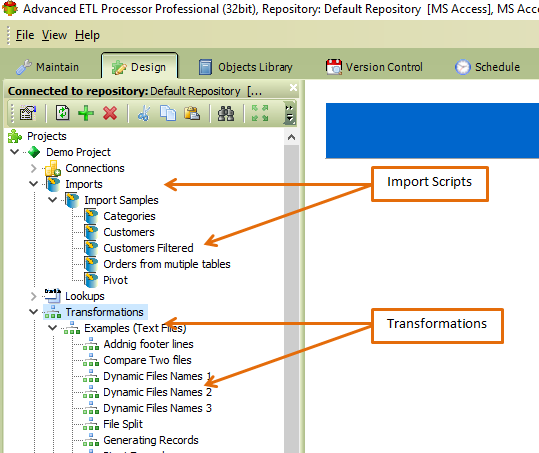 Advanced ETL Processor Professional (32bit), Repository: Default Repository [MS Access], MS Acces
File View Help
Maintain Design Objects Library Version Control Schedule
Connected to repository: Default Repository [...
Projects
Demo Project
Connections
Imports
Import Scripts
Import Samples
Categories
Customers
Customers Filtered
Orders from mutiple tables
Pivot
Lookups
Transformations
Transformations
Examples (Text Files)
Addnig footer lines
Compare Two files
Dynamic Files Names 1
Dynamic Files Names 2
Dynamic Files Names 3
File Split
Generating Records